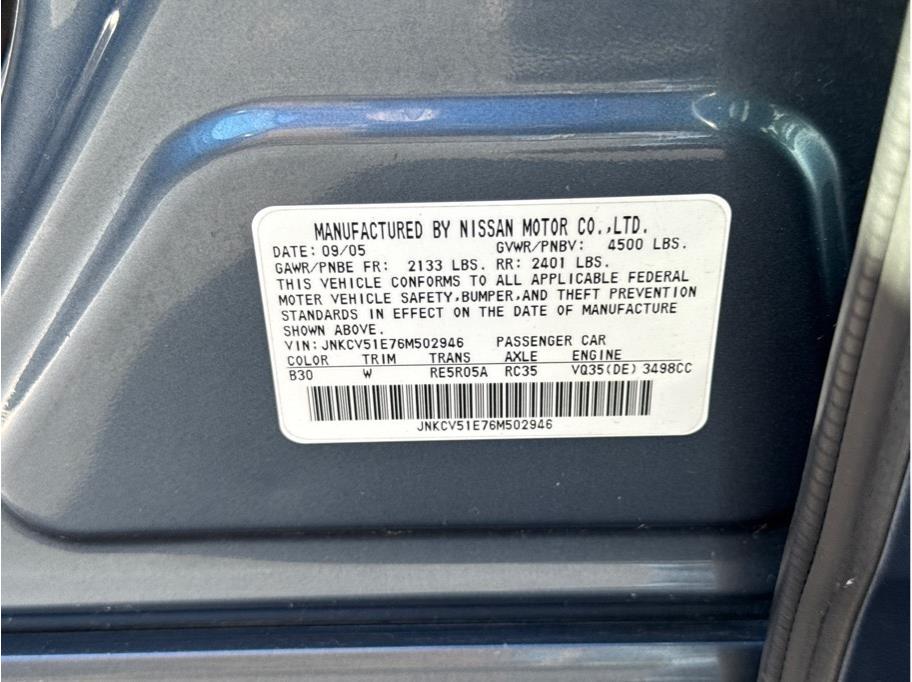 MANUFACTURED BY NISSAN MOTOR CO.,LTD.
DATE: 09/05 GVWR/PNBV: 4500 LBS.
GAWR/PNBE FR: 2133 LBS. RR: 2401 LBS.
THIS VEHICLE CONFORMS TO ALL APPLICABLE FEDERAL
MOTOR VEHICLE SAFETY,BUMPER,AND THEFT PREVENTION
STANDARDS IN EFFECT ON THE DATE OF MANUFACTURE
SHOWN ABOVE.
VIN: JNKCV51E76M502946 PASSENGER CAR
COLOR TRIM TRANS AXLE ENGINE
B30 W RE5R05A RC35 VQ35(DE) 3498CC
JNKCV51E76M502946